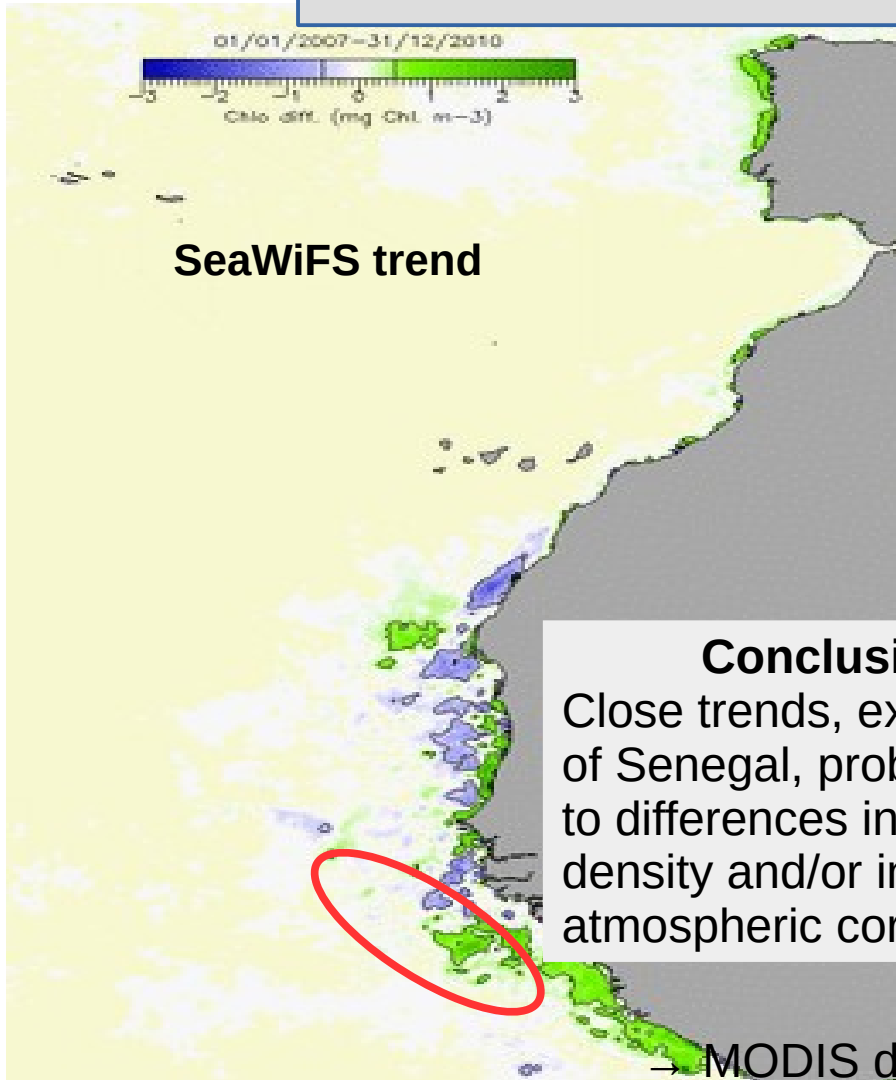 01/01/2007-31/12/2010
-3 -2 -1 0 1 2 3
Chlo diff. (mg Chl. m-3)
SeaWiFS trend
Conclusi
Close trends, ex
of Senegal, prob
to differences in
density and/or i
atmospheric cor
→ MODIS d